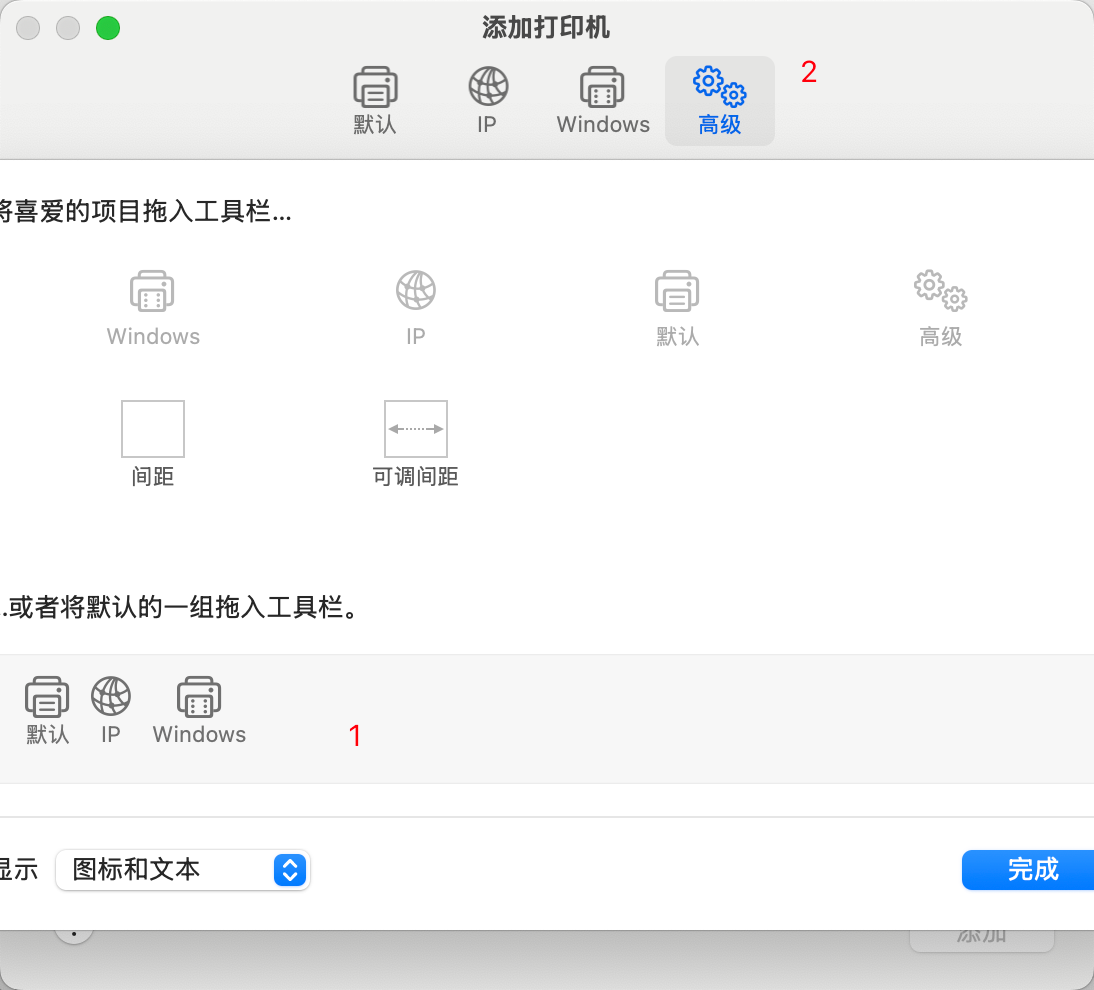 添加打印机
默认 IP Windows 高级 2
将喜爱的项目拖入工具栏...
Windows IP 默认 高级
间距 可调间距
..或者将默认的一组拖入工具栏。
默认 IP Windows 1
显示 图标和文本 完成
添加